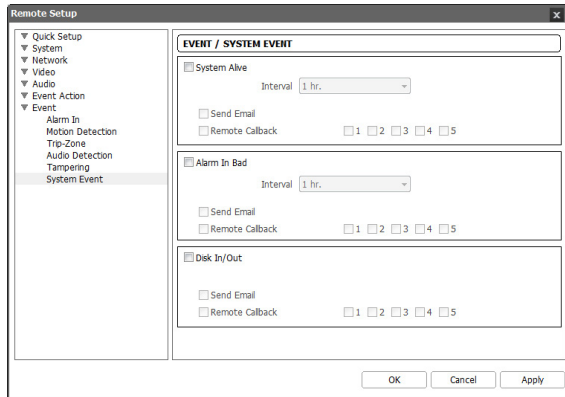 Remote Setup
x
Quick Setup
System
Network
Video
Audio
Event Action
Event
Alarm In
Motion Detection
Trip-Zone
Audio Detection
Tampering
System Event
EVENT / SYSTEM EVENT
System Alive
Interval 1 hr.
Send Email
Remote Callback 1 2 3 4 5
Alarm In Bad
Interval 1 hr.
Send Email
Remote Callback 1 2 3 4 5
Disk In/Out
Send Email
Remote Callback 1 2 3 4 5
OK Cancel Apply